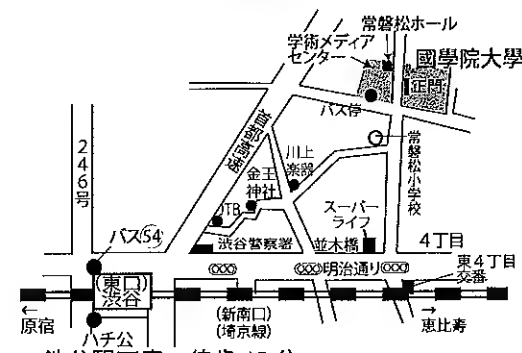 常磐松ホール
学術メディア
センター
國學院大學
正門
バス停
首都高速
246号
川上
楽器
金王
神社
JTB
常磐松小学校
スーパー
ライフ
バス54
渋谷警察署
並木橋
4丁目
明治通り
東4丁目
交番
(東口)
渋谷
(新南口)
(埼京線)
←
原宿
→
恵比寿
ハチ公